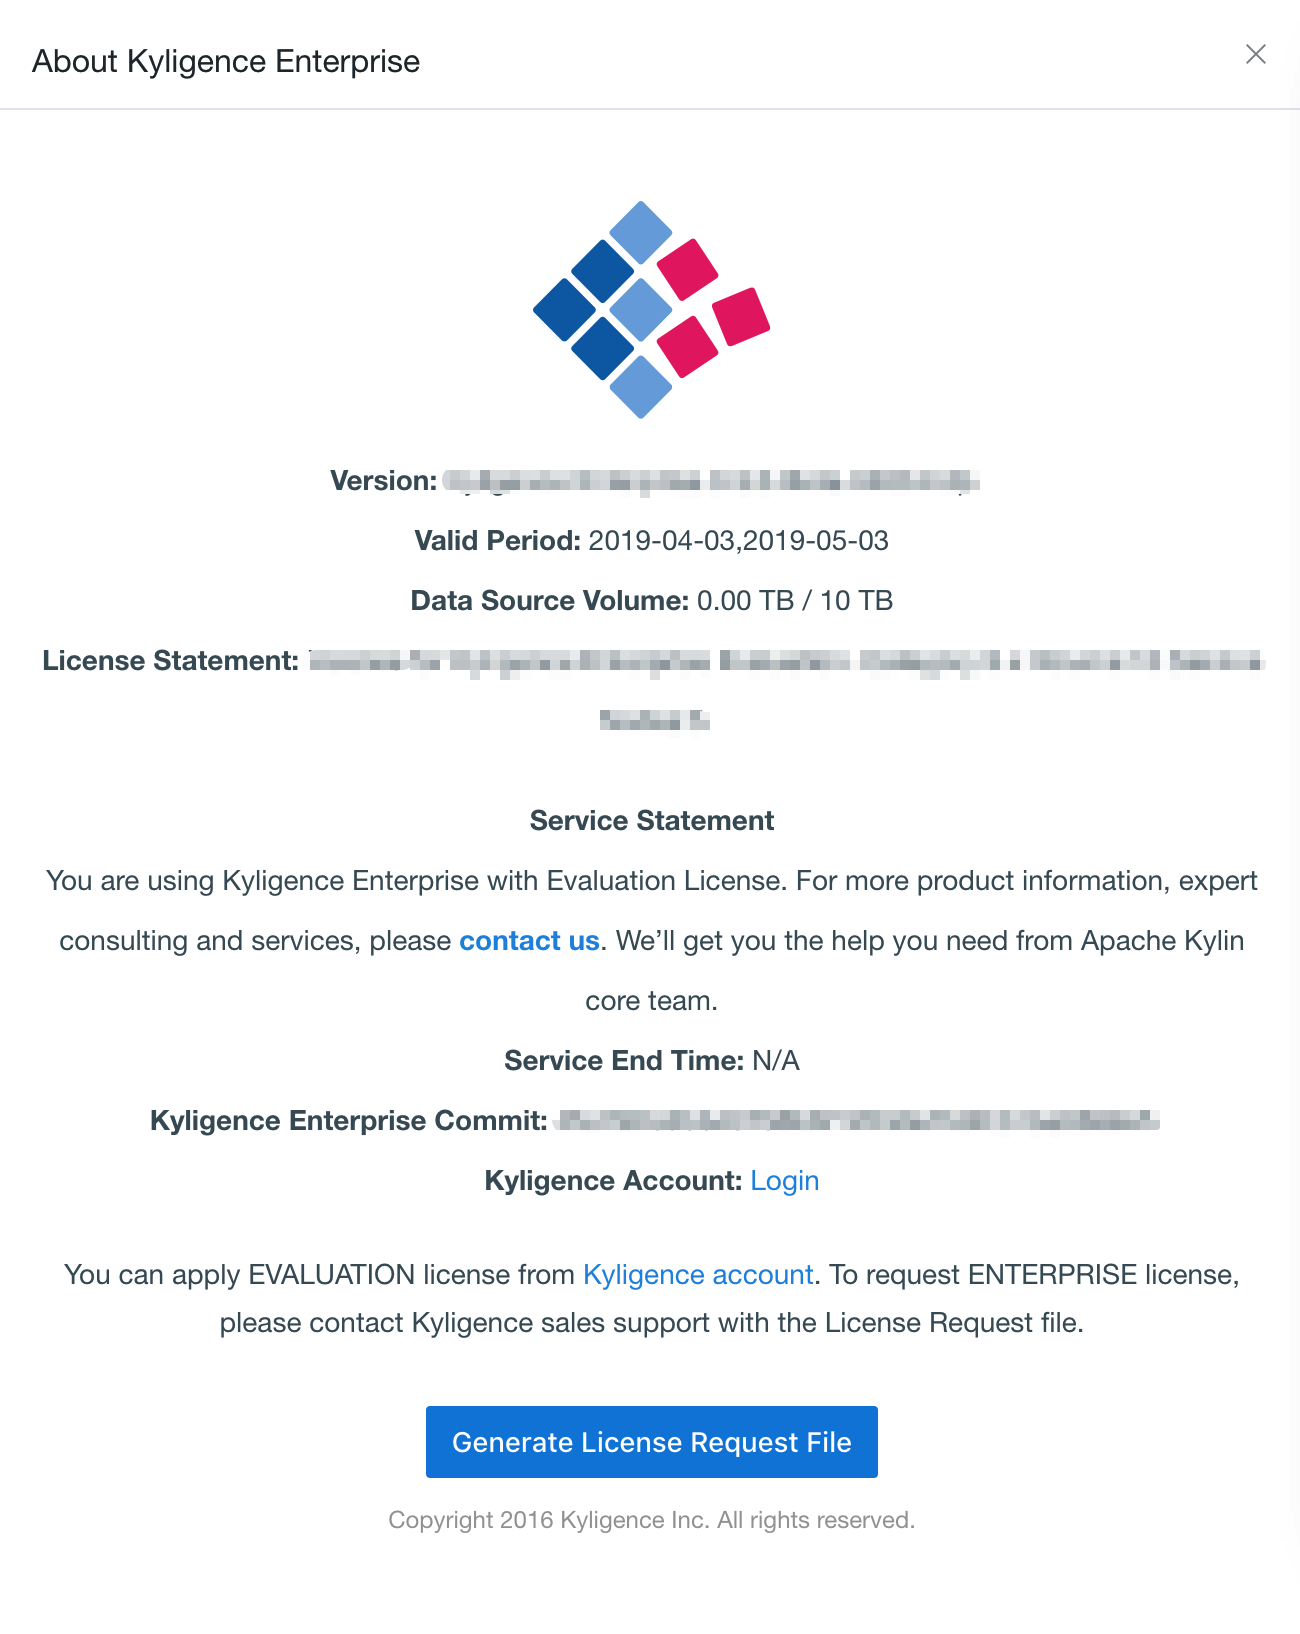 About Kyligence Enterprise
Version:
Valid Period: 2019-04-03,2019-05-03
Data Source Volume: 0.00 TB / 10 TB
License Statement:
Service Statement
You are using Kyligence Enterprise with Evaluation License. For more product information, expert
consulting and services, please contact us. We’ll get you the help you need from Apache Kylin
core team.
Service End Time: N/A
Kyligence Enterprise Commit:
Kyligence Account: Login
You can apply EVALUATION license from Kyligence account. To request ENTERPRISE license,
please contact Kyligence sales support with the License Request file.
Generate License Request File
Copyright 2016 Kyligence Inc. All rights reserved.